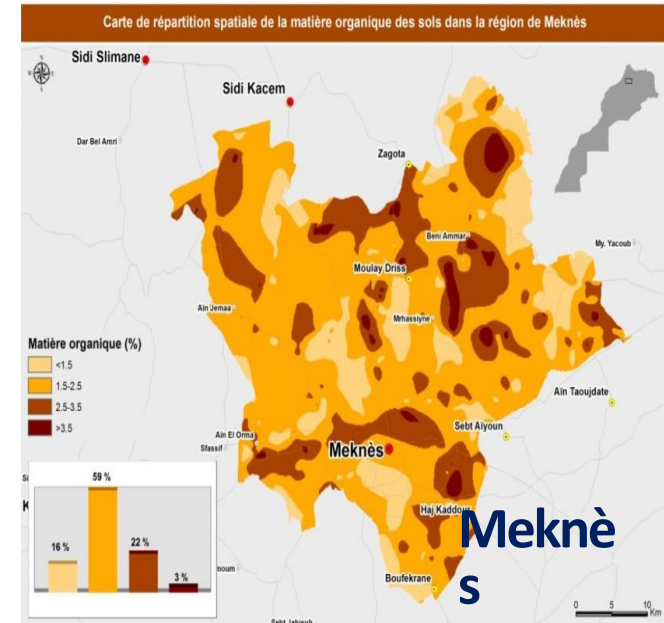 Carte de répartition spatiale de la matière organique des sols dans la région de Meknès
Sidi Slimane
Sidi Kacem
Dar Bel Amri
Zagota
Beni Ammar
My. Yacoub
Moulay Driss
Aïn Jemaa
Mrhassiyne
Matière organique (%)
<1.5
1.5-2.5
2.5-3.5
>3.5
Aïn Taoujdate
Sebt Aïyoun
Ain El Orma
Sfassif
Meknès
59 %
16 %
22 %
3 %
Haj Kaddour
Meknè
s
Boufekrane
0 5 10
Km